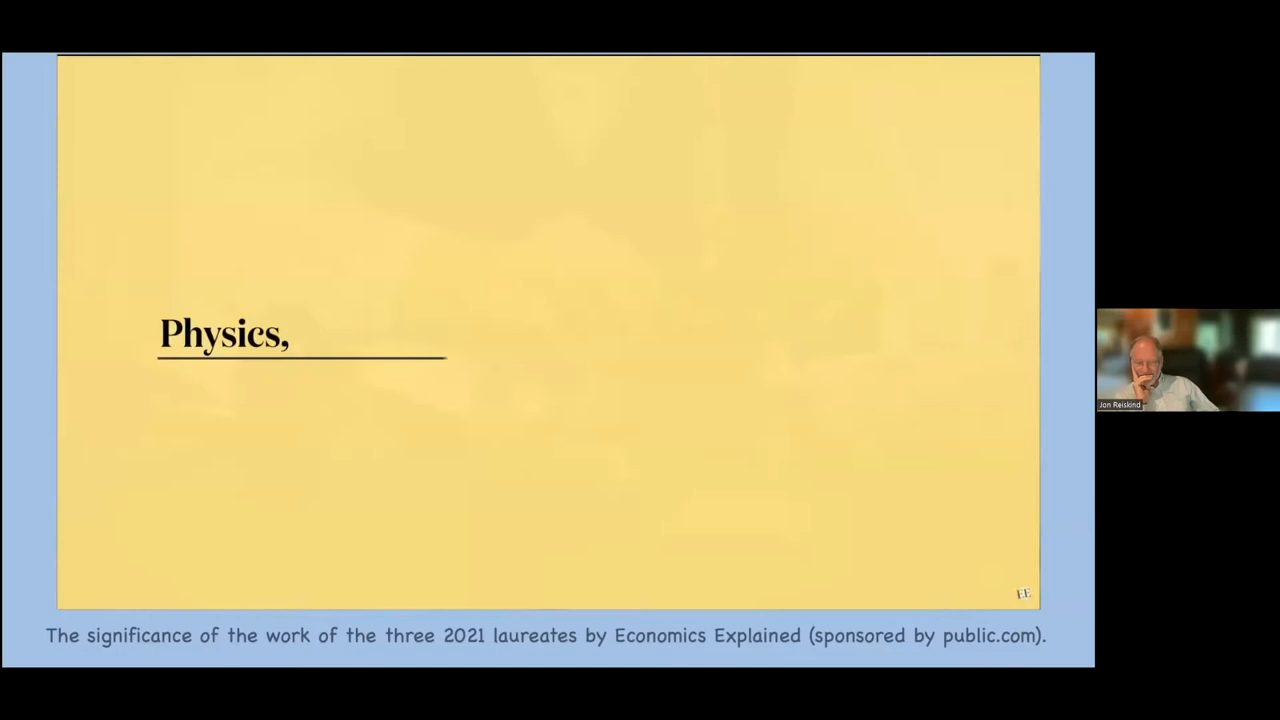 Physics,
EE
The significance of the work of the three 2021 laureates by Economics Explained (sponsored by public.com).
Jon Reiskind